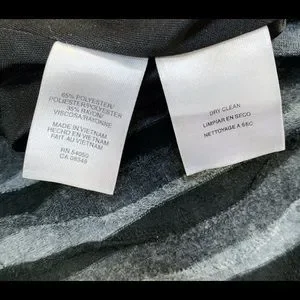 65% POLYESTER/
POLIESTER/POLYESTER
35% RAYON/
VISCOSA/RAYONNE
MADE IN VIETNAM
HECHO EN VIETNAM
FAIT AU VIETNAM
RN 54050
CA 08349
DRY CLEAN
LIMPIAR EN SECO
NETTOYAGE A SEC